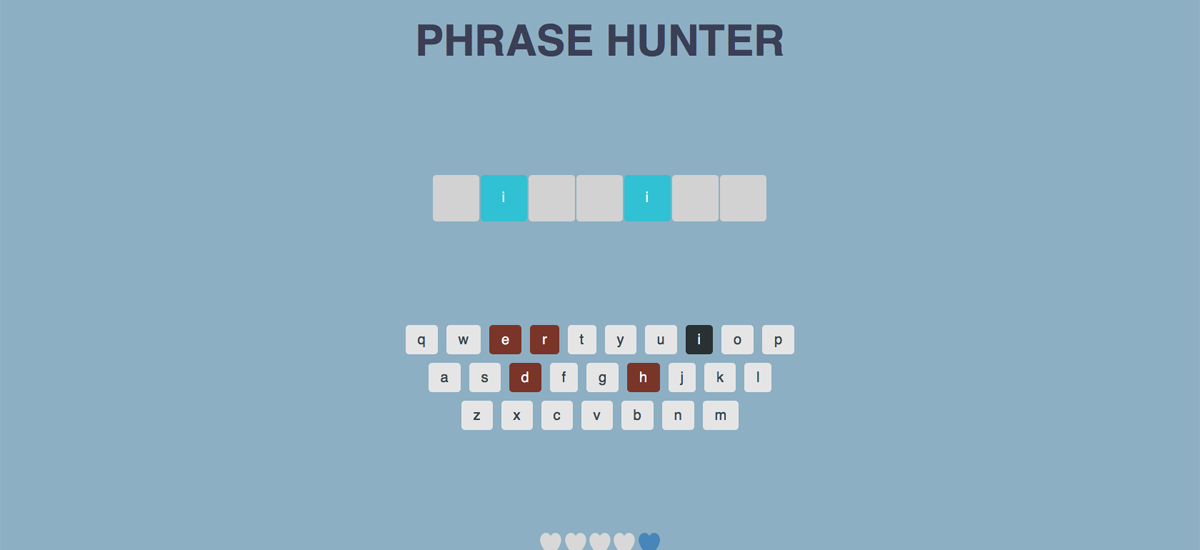 PHRASE HUNTER
i i
q w e r t y u i o p
a s d f g h j k l
z x c v b n m